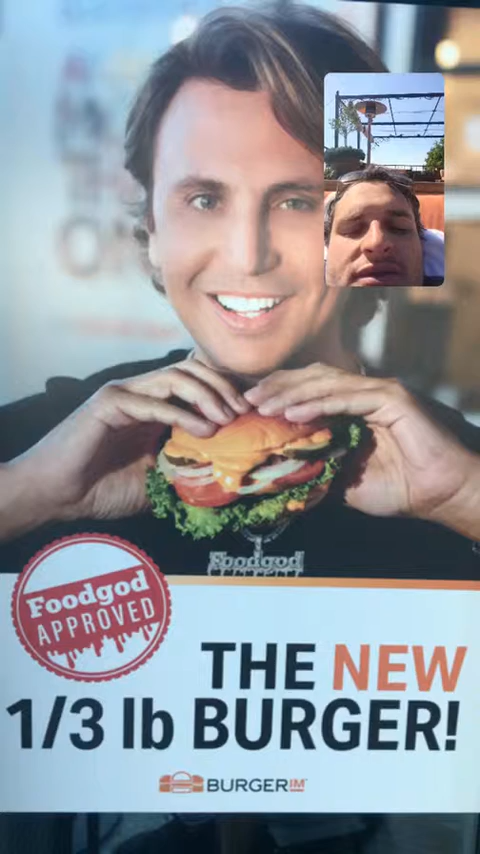 Foodgod
Foodgod
APPROVED
THE NEW
1/3 lb BURGER!
BURGERIM